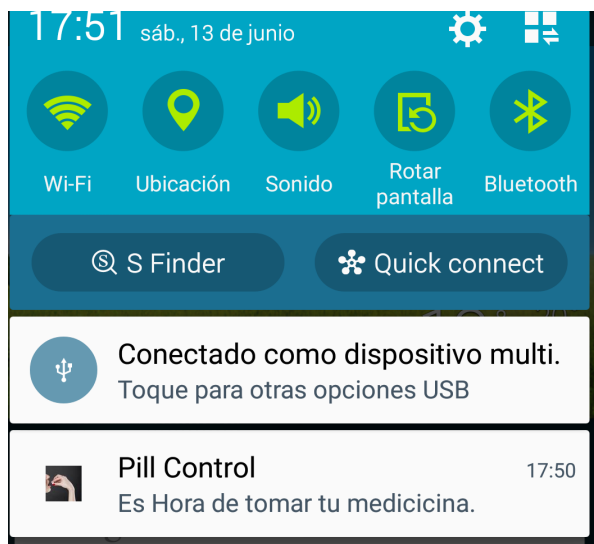 17:51 sáb., 13 de junio
Wi-Fi Ubicación Sonido Rotar pantalla Bluetooth
S Finder Quick connect
Conectado como dispositivo multi.
Toque para otras opciones USB
Pill Control 17:50
Es Hora de tomar tu medicicina.